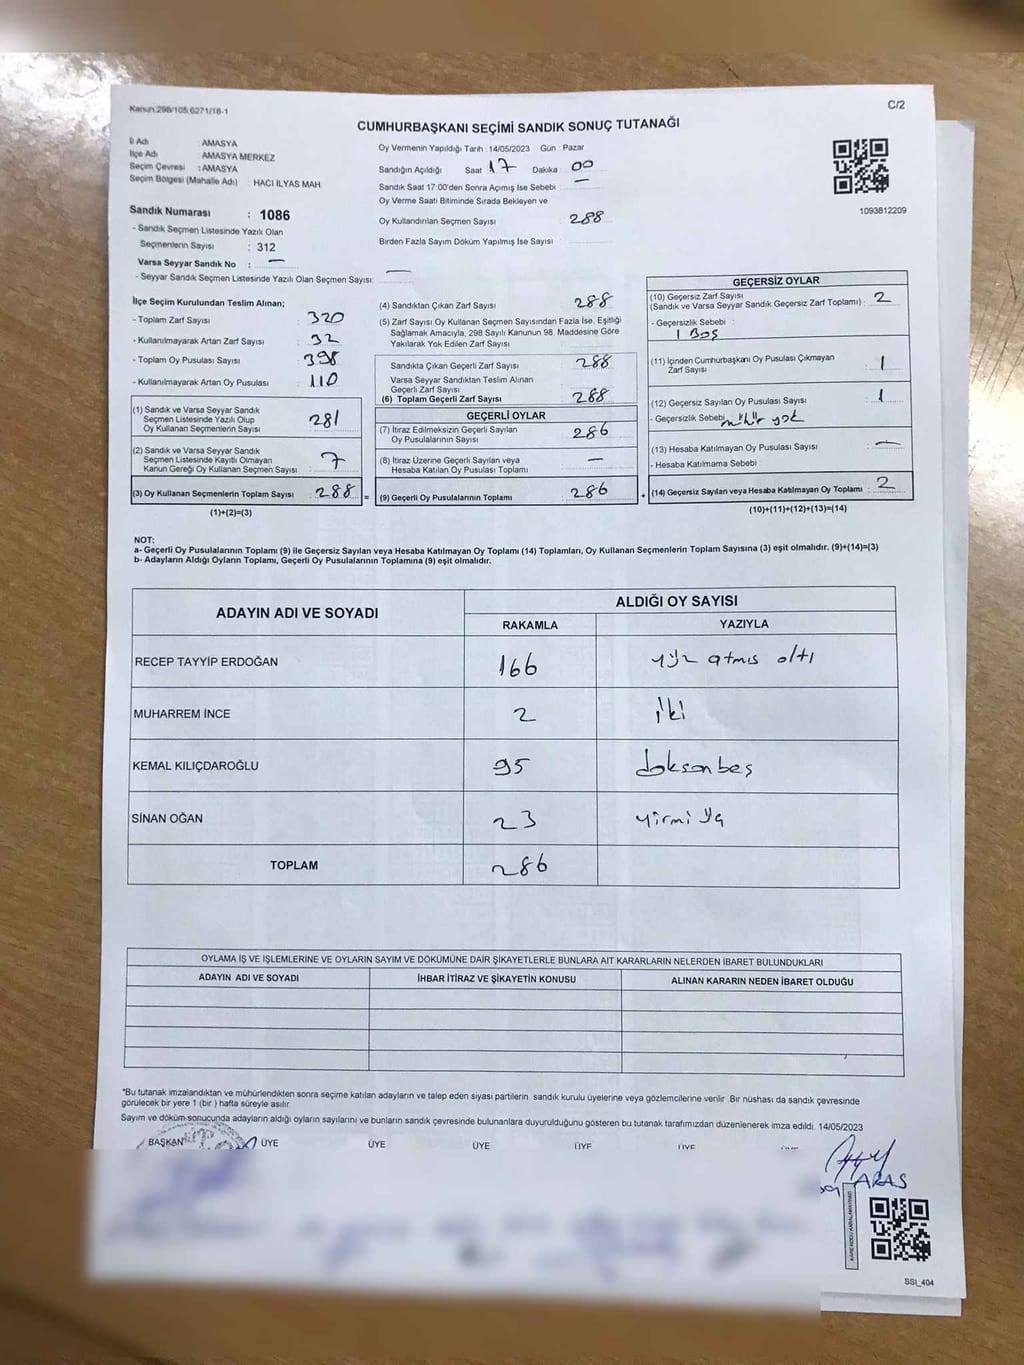 Kanun:298/105,6271/18-1
C/2
CUMHURBAŞKANI SEÇİMİ SANDIK SONUÇ TUTANAĞI
İl Adı AMASYA
İlçe Adı AMASYA MERKEZ
Seçim Çevresi : AMASYA
Seçim Bölgesi (Mahalle Adı) : HACI İLYAS MAH
Sandık Numarası : 1086
- Sandık Seçmen Listesinde Yazılı Olan
Seçmenlerin Sayısı : 312
Varsa Seyyar Sandık No : —
- Seyyar Sandık Seçmen Listesinde Yazılı Olan Seçmen Sayısı: —
Oy Vermenin Yapıldığı Tarih : 14/05/2023 Gün : Pazar
Sandığın Açıldığı Saat 17 Dakika 00
Sandık Saat 17:00'den Sonra Açımış İse Sebebi : —
Oy Verme Saati Bitiminde Sırada Bekleyen ve
Oy Kullandırılan Seçmen Sayısı 288
Birden Fazla Sayım Döküm Yapılmış İse Sayısı
1093812209
İlçe Seçim Kurulundan Teslim Alınan;
- Toplam Zarf Sayısı : 320
- Kullanılmayarak Artan Zarf Sayısı : 32
- Toplam Oy Pusulası Sayısı : 398
- Kullanılmayarak Artan Oy Pusulası : 110
(1) Sandık ve Varsa Seyyar Sandık
Seçmen Listesinde Yazılı Olup
Oy Kullanan Seçmenlerin Sayısı : 281
(2) Sandık ve Varsa Seyyar Sandık
Seçmen Listesinde Kayıtlı Olmayan
Kanun Gereği Oy Kullanan Seçmen Sayısı : 7
(3) Oy Kullanan Seçmenlerin Toplam Sayısı : 288 =
(1)+(2)=(3)
(4) Sandıktan Çıkan Zarf Sayısı 288
(5) Zarf Sayısı Oy Kullanan Seçmen Sayısından Fazla İse, Eşitliği
Sağlamak Amacıyla, 298 Sayılı Kanunun 98. Maddesine Göre
Yakılarak Yok Edilen Zarf Sayısı
Sandıkta Çıkan Geçerli Zarf Sayısı : 288
Varsa Seyyar Sandıktan Teslim Alınan
Geçerli Zarf Sayısı
(6) Toplam Geçerli Zarf Sayısı : 288
GEÇERLİ OYLAR
(7) İtiraz Edilmeksizin Geçerli Sayılan
Oy Pusulalarının Sayısı : 286
(8) İtiraz Üzerine Geçerli Sayılan veya
Hesaba Katılan Oy Pusulası Toplamı : —
(9) Geçerli Oy Pusulalarının Toplamı : 286 +
GEÇERSİZ OYLAR
(10) Geçersiz Zarf Sayısı
(Sandık ve Varsa Seyyar Sandık Geçersiz Zarf Toplamı) : 2
- Geçersizlik Sebebi :
1 Boş
(11) İçinden Cumhurbaşkanı Oy Pusulası Çıkmayan
Zarf Sayısı 1
(12) Geçersiz Sayılan Oy Pusulası Sayısı : 1
- Geçersizlik Sebebi mühür yok
(13) Hesaba Katılmayan Oy Pusulası Sayısı : —
- Hesaba Katılmama Sebebi
(14) Geçersiz Sayılan veya Hesaba Katılmayan Oy Toplamı : 2
(10)+(11)+(12)+(13)=(14)
NOT:
a- Geçerli Oy Pusulalarının Toplamı (9) ile Geçersiz Sayılan veya Hesaba Katılmayan Oy Toplamı (14) Toplamları, Oy Kullanan Seçmenlerin Toplam Sayısına (3) eşit olmalıdır. (9)+(14)=(3)
b- Adayların Aldığı Oyların Toplamı, Geçerli Oy Pusulalarının Toplamına (9) eşit olmalıdır.
ADAYIN ADI VE SOYADI ALDIĞI OY SAYISI
RAKAMLA YAZIYLA
RECEP TAYYİP ERDOĞAN 166 yüz atmış altı
MUHARREM İNCE 2 iki
KEMAL KILIÇDAROĞLU 95 doksanbeş
SİNAN OĞAN 23 yirmi üç
TOPLAM 286
OYLAMA İŞ VE İŞLEMLERİNE VE OYLARIN SAYIM VE DÖKÜMÜNE DAİR ŞİKAYETLERLE BUNLARA AİT KARARLARIN NELERDEN İBARET BULUNDUKLARI
ADAYIN ADI VE SOYADI İHBAR İTİRAZ VE ŞİKAYETİN KONUSU ALINAN KARARIN NEDEN İBARET OLDUĞU
*Bu tutanak imzalandıktan ve mühürlendikten sonra seçime katılan adayların ve talep eden siyasi partilerin sandık kurulu üyelerine veya gözlemcilerine verilir. Bir nüshası da sandık çevresinde
görülecek bir yere 1 (bir ) hafta süreyle asılır.
Sayım ve döküm sonucunda adayların aldığı oyların sayılarını ve bunların sandık çevresinde bulunanlara duyurulduğunu gösteren bu tutanak tarafımızdan düzenlenerek imza edildi. 14/05/2023
BAŞKAN ÜYE ÜYE ÜYE ÜYE ÜYE
ARAS
SSI_404